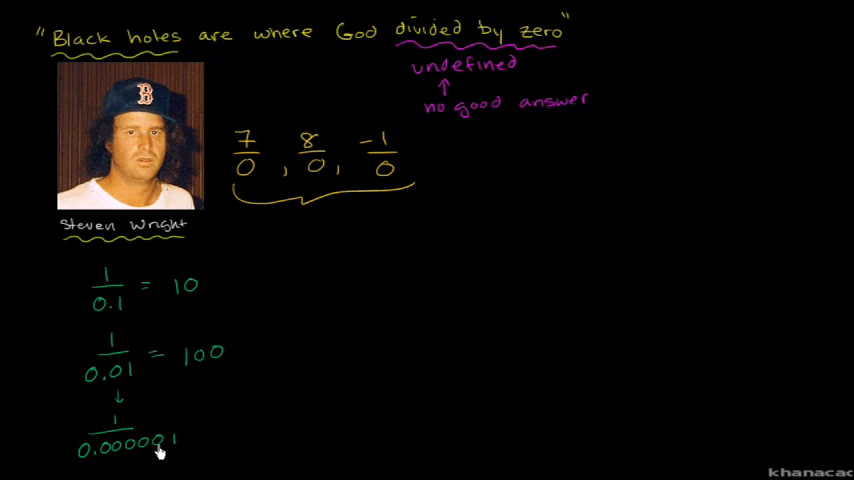 "Black holes are where God divided by zero"
undefined
↑
no good answer
B
7/0 , 8/0, -1/0
Steven Wright
1/0.1 = 10
1/0.01 = 100
↓
1/0.000001
khanacad